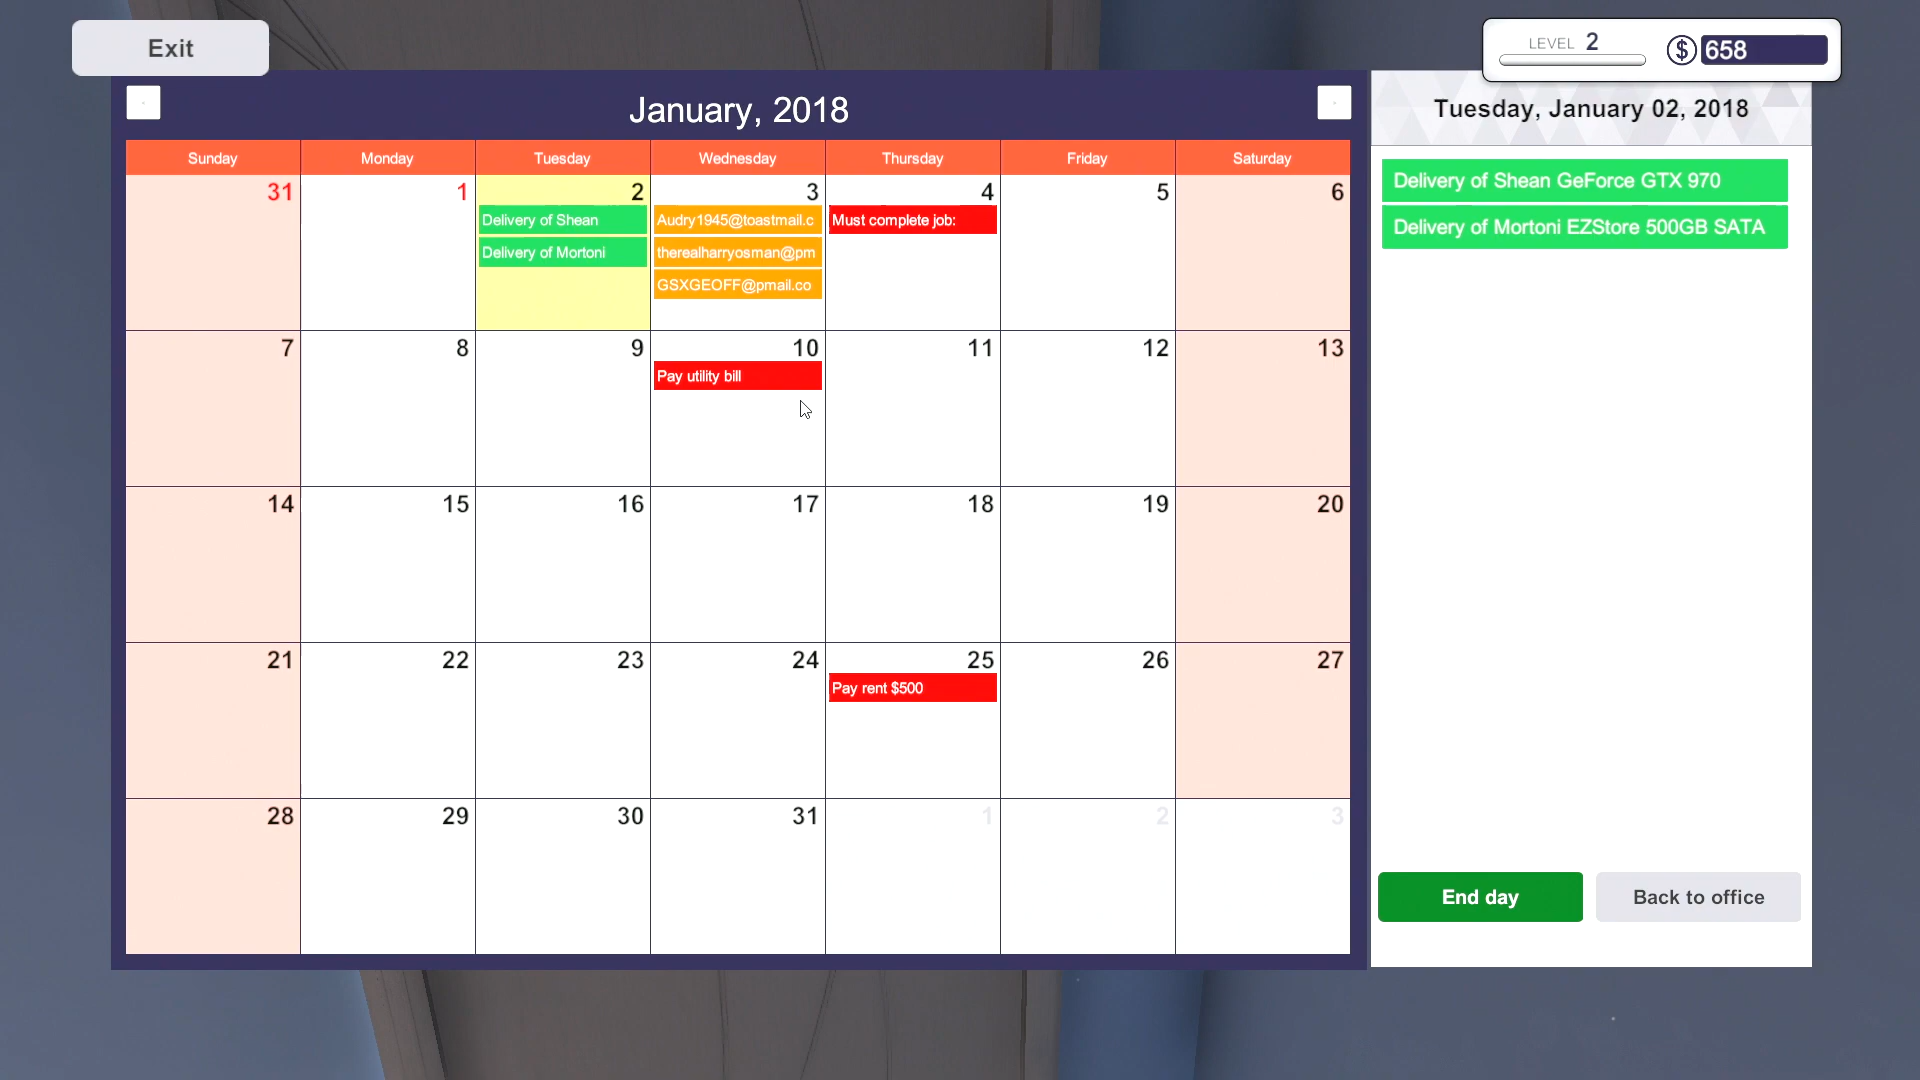 Exit
LEVEL 2
$ 658
January, 2018
Sunday Monday Tuesday Wednesday Thursday Friday Saturday
31 1 2 3 4 5 6
Delivery of Shean
Delivery of Mortoni
Audry1945@toastmail.c
therealharryosman@pm
GSXGEOFF@pmail.co
Must complete job:
7 8 9 10 11 12 13
Pay utility bill
14 15 16 17 18 19 20
21 22 23 24 25 26 27
Pay rent $500
28 29 30 31 1 2 3
Tuesday, January 02, 2018
Delivery of Shean GeForce GTX 970
Delivery of Mortoni EZStore 500GB SATA
End day
Back to office